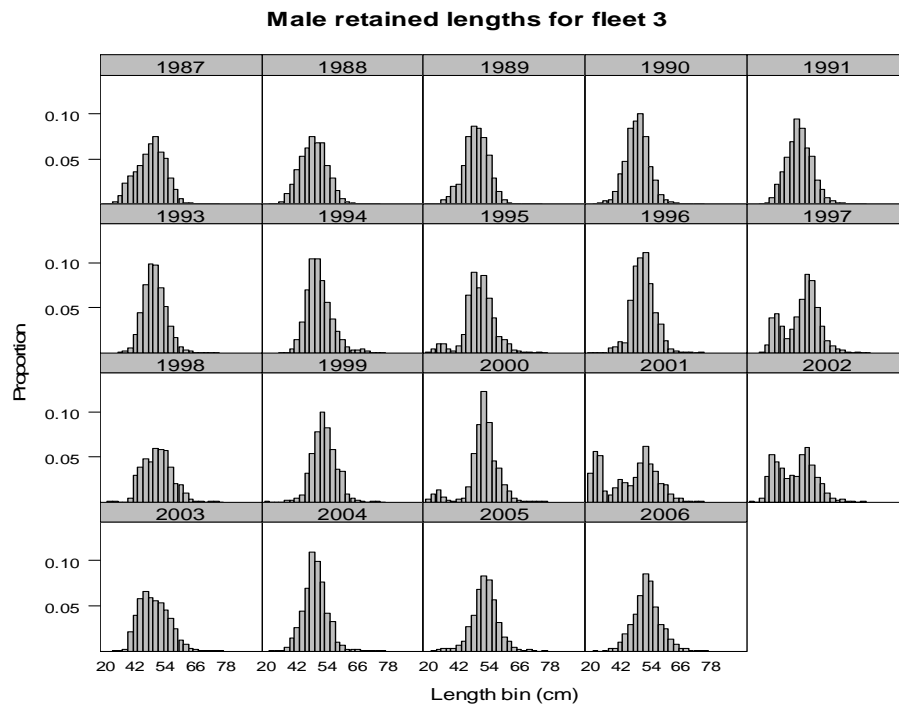 Male retained lengths for fleet 3
1987 1988 1989 1990 1991
0.10
0.05
1993 1994 1995 1996 1997
0.10
0.05
Proportion
1998 1999 2000 2001 2002
0.10
0.05
2003 2004 2005 2006
0.10
0.05
20 42 54 66 78 20 42 54 66 78 20 42 54 66 78 20 42 54 66 78
Length bin (cm)